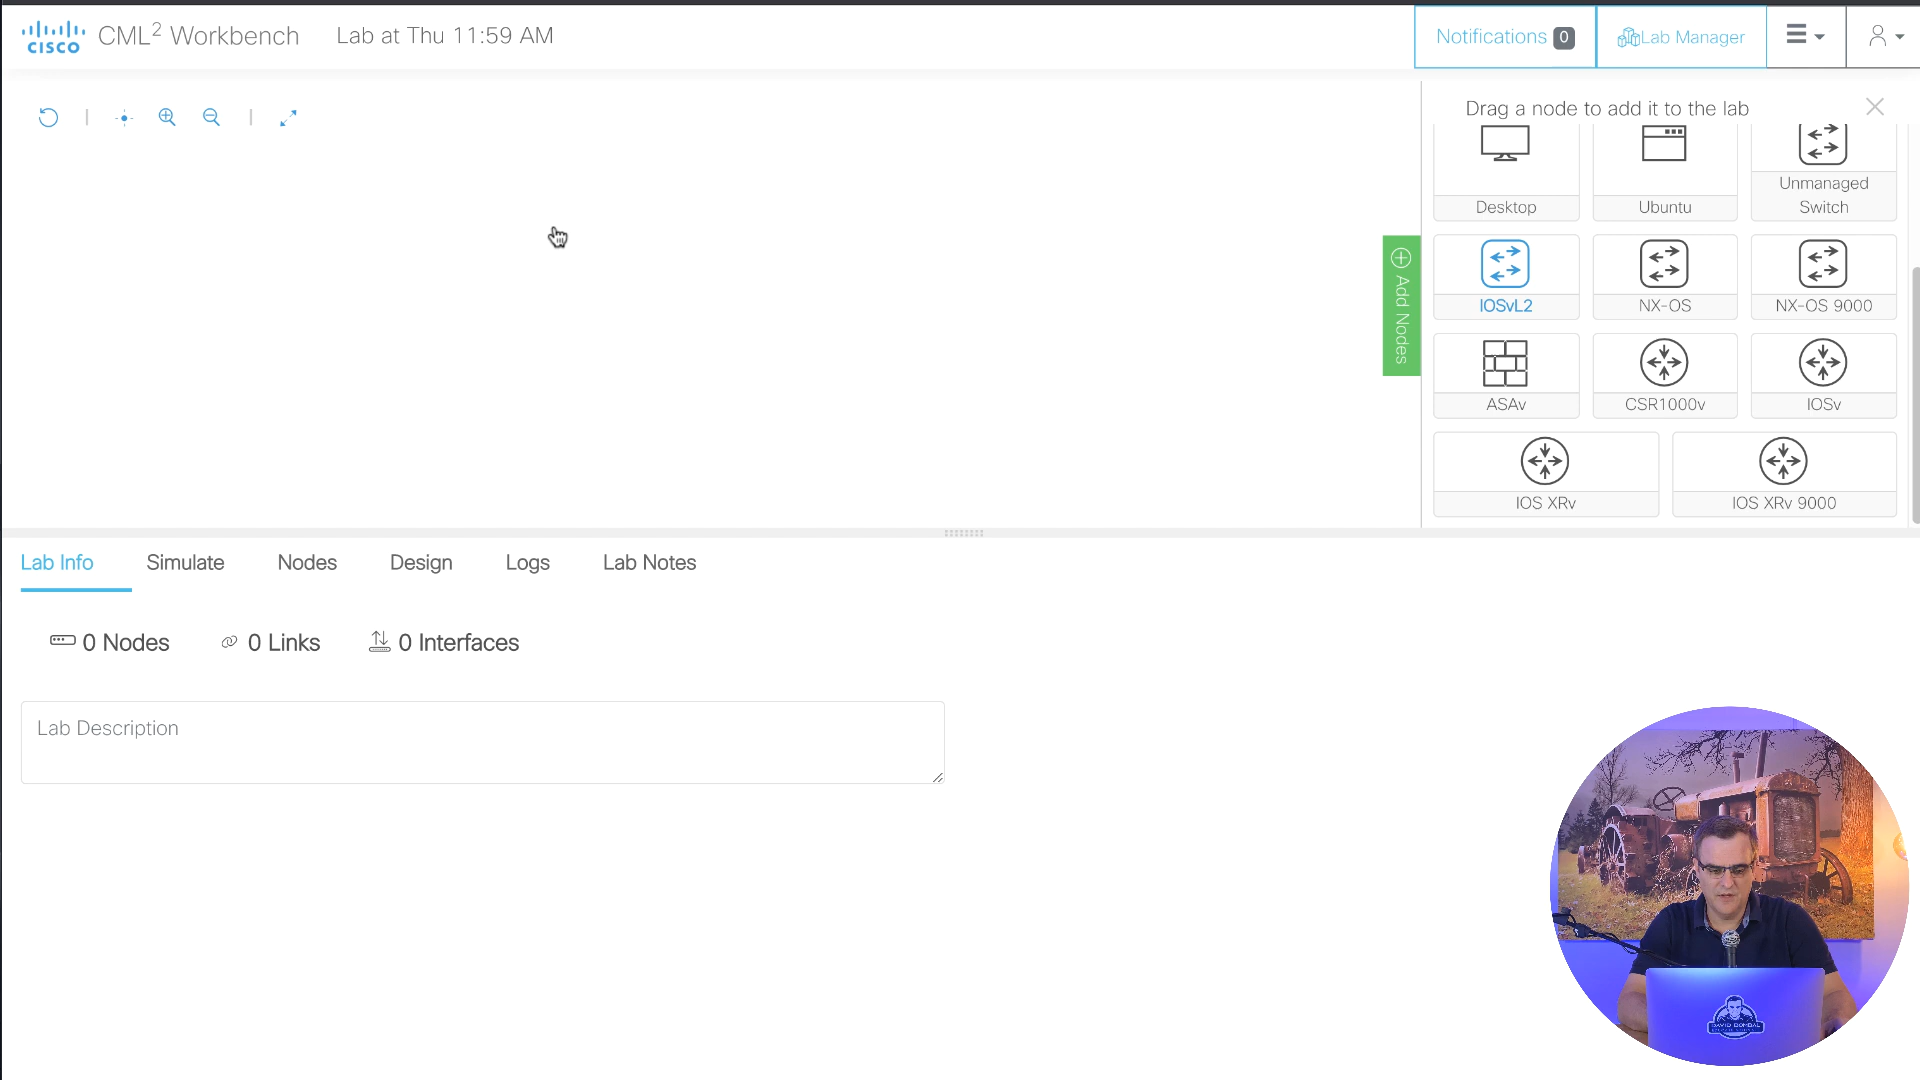 CISCO
CML² Workbench
Lab at Thu 11:59 AM
Notifications 0
Lab Manager
Drag a node to add it to the lab
Desktop
Ubuntu
Unmanaged
Switch
Add Nodes
IOSvL2
NX-OS
NX-OS 9000
ASAv
CSR1000v
IOSv
IOS XRv
IOS XRv 9000
Lab Info
Simulate
Nodes
Design
Logs
Lab Notes
0 Nodes
0 Links
0 Interfaces
Lab Description
DAVID BOMBAL